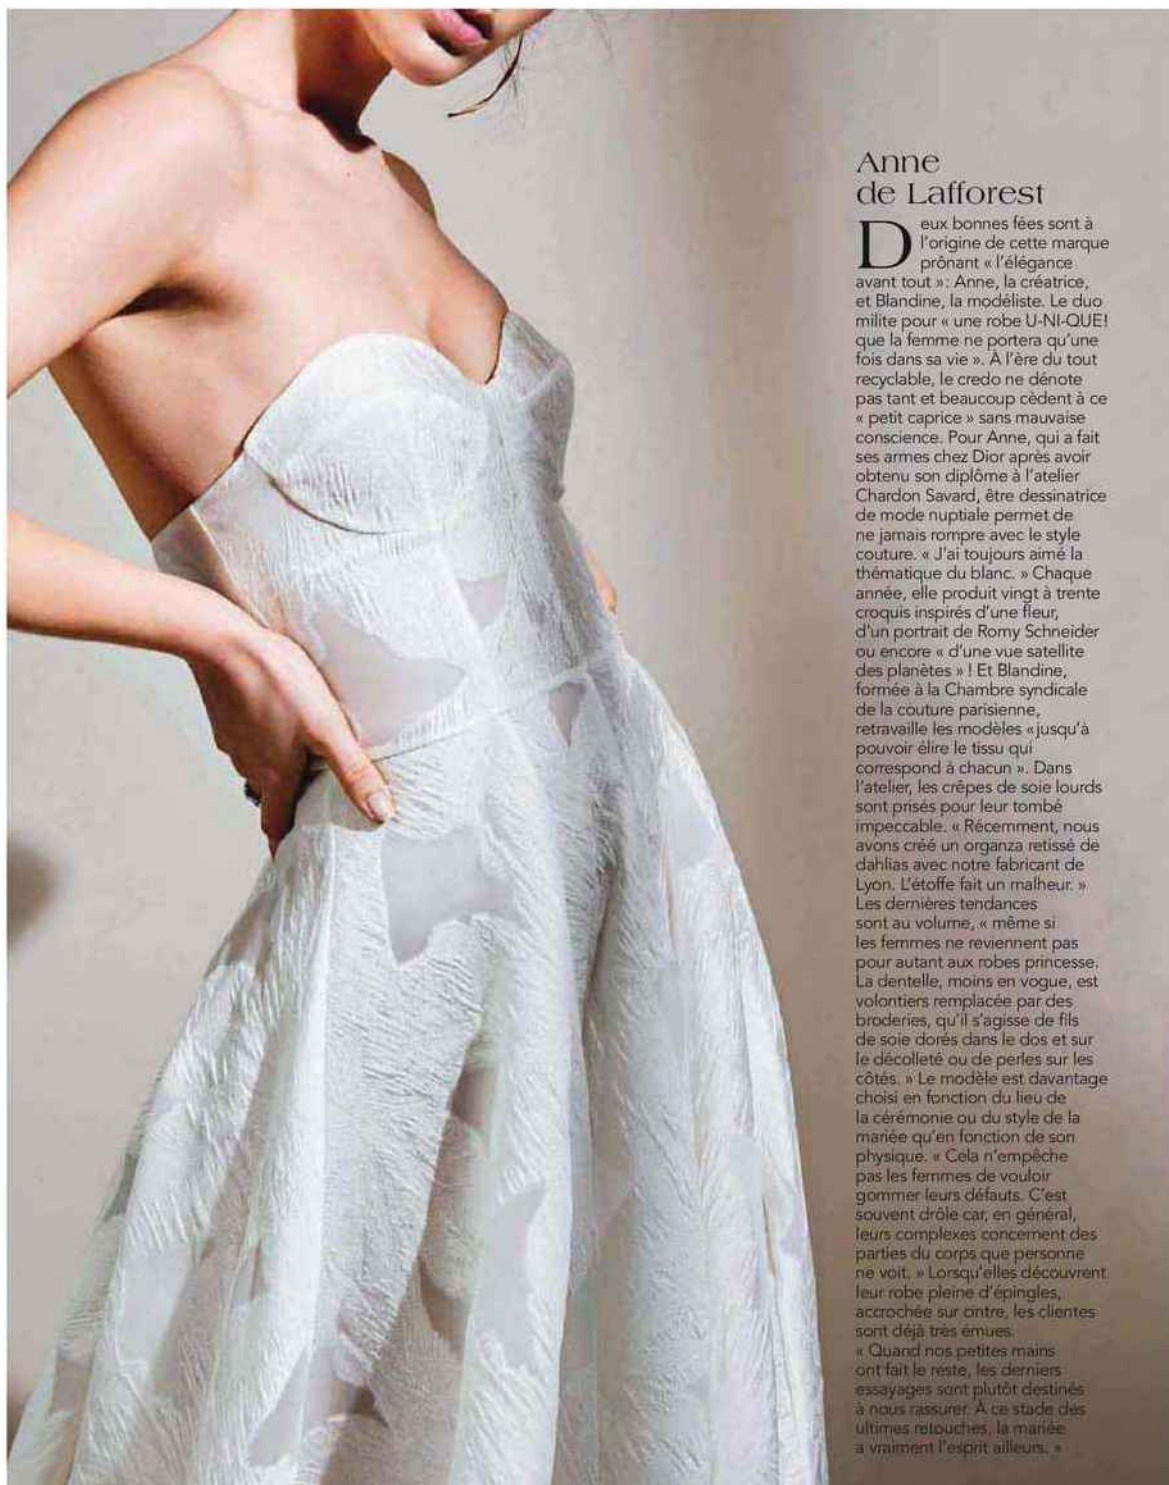 Anne
de Lafforest
Deux bonnes fées sont à
l'origine de cette marque
prônant « l'élégance
avant tout »: Anne, la créatrice,
et Blandine, la modéliste. Le duo
milite pour « une robe U-NI-QUE!
que la femme ne portera qu'une
fois dans sa vie ». À l'ère du tout
recyclable, le credo ne dénote
pas tant et beaucoup cèdent à ce
« petit caprice » sans mauvaise
conscience. Pour Anne, qui a fait
ses armes chez Dior après avoir
obtenu son diplôme à l'atelier
Chardon Savard, être dessinatrice
de mode nuptiale permet de
ne jamais rompre avec le style
couture. « J'ai toujours aimé la
thématique du blanc. » Chaque
année, elle produit vingt à trente
croquis inspirés d'une fleur,
d'un portrait de Romy Schneider
ou encore « d'une vue satellite
des planètes » ! Et Blandine,
formée à la Chambre syndicale
de la couture parisienne,
retravaille les modèles « jusqu'à
pouvoir élire le tissu qui
correspond à chacun ». Dans
l'atelier, les crêpes de soie lourds
sont prisés pour leur tombé
impeccable. « Récemment, nous
avons créé un organza retissé de
dahlias avec notre fabricant de
Lyon. L'étoffe fait un malheur. »
Les dernières tendances
sont au volume, « même si
les femmes ne reviennent pas
pour autant aux robes princesse.
La dentelle, moins en vogue, est
volontiers remplacée par des
broderies, qu'il s'agisse de fils
de soie dorés dans le dos et sur
le décolleté ou de perles sur les
côtés. » Le modèle est davantage
choisi en fonction du lieu de
la cérémonie ou du style de la
mariée qu'en fonction de son
physique. « Cela n'empêche
pas les femmes de vouloir
gommer leurs défauts. C'est
souvent drôle car, en général,
leurs complexes concernent des
parties du corps que personne
ne voit. » Lorsqu'elles découvrent
leur robe pleine d'épingles,
accrochée sur cintre, les clientes
sont déjà très émues.
« Quand nos petites mains
ont fait le reste, les derniers
essayages sont plutôt destinés
à nous rassurer. À ce stade des
ultimes retouches, la mariée
a vraiment l'esprit ailleurs. »